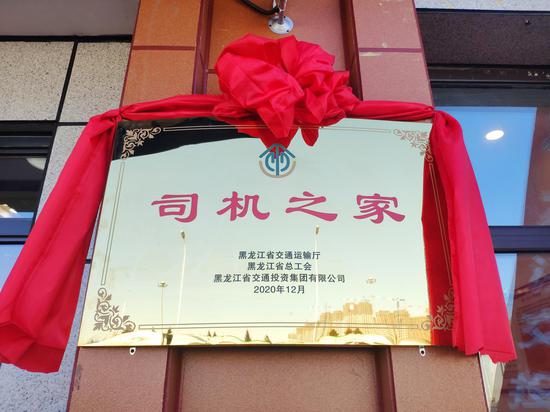 司机之家
黑龙江省交通运输厅
黑龙江省总工会
黑龙江省交通投资集团有限公司
2020年12月